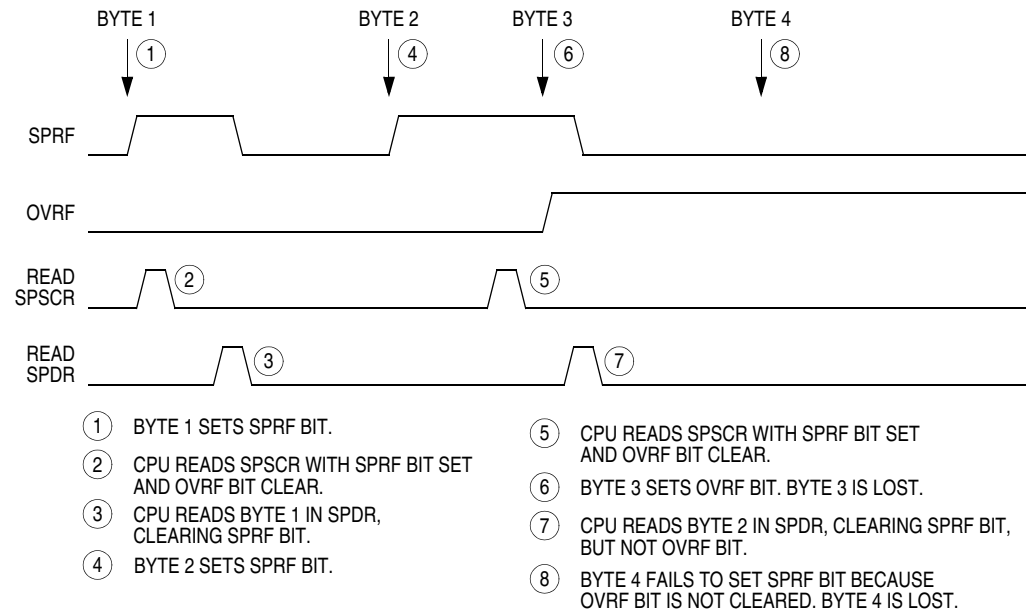 BYTE 1 BYTE 2 BYTE 3 BYTE 4
1 4 6 8
SPRF
OVRF
READ
SPSCR
2 5
READ
SPDR
3 7
1 BYTE 1 SETS SPRF BIT.
2 CPU READS SPSCR WITH SPRF BIT SET
AND OVRF BIT CLEAR.
3 CPU READS BYTE 1 IN SPDR,
CLEARING SPRF BIT.
4 BYTE 2 SETS SPRF BIT.
5 CPU READS SPSCR WITH SPRF BIT SET
AND OVRF BIT CLEAR.
6 BYTE 3 SETS OVRF BIT. BYTE 3 IS LOST.
7 CPU READS BYTE 2 IN SPDR, CLEARING SPRF BIT,
BUT NOT OVRF BIT.
8 BYTE 4 FAILS TO SET SPRF BIT BECAUSE
OVRF BIT IS NOT CLEARED. BYTE 4 IS LOST.